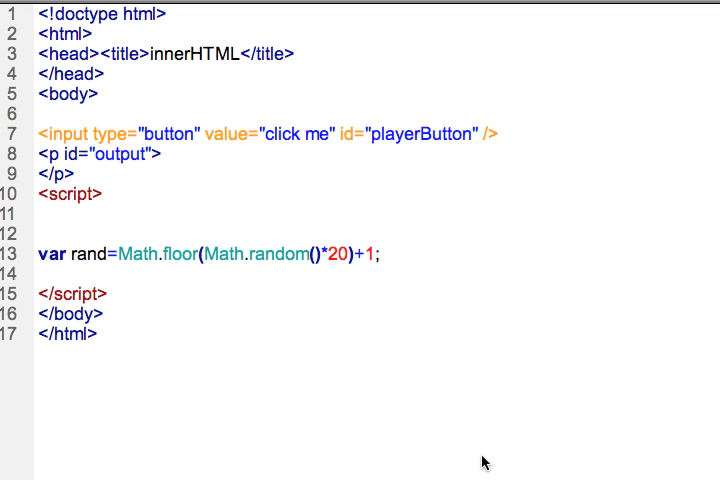 1 <!doctype html>
2 <html>
3 <head><title>innerHTML</title>
4 </head>
5 <body>
6
7 <input type="button" value="click me" id="playerButton" />
8 <p id="output">
9 </p>
10 <script>
11
12
13 var rand=Math.floor(Math.random()*20)+1;
14
15 </script>
16 </body>
17 </html>